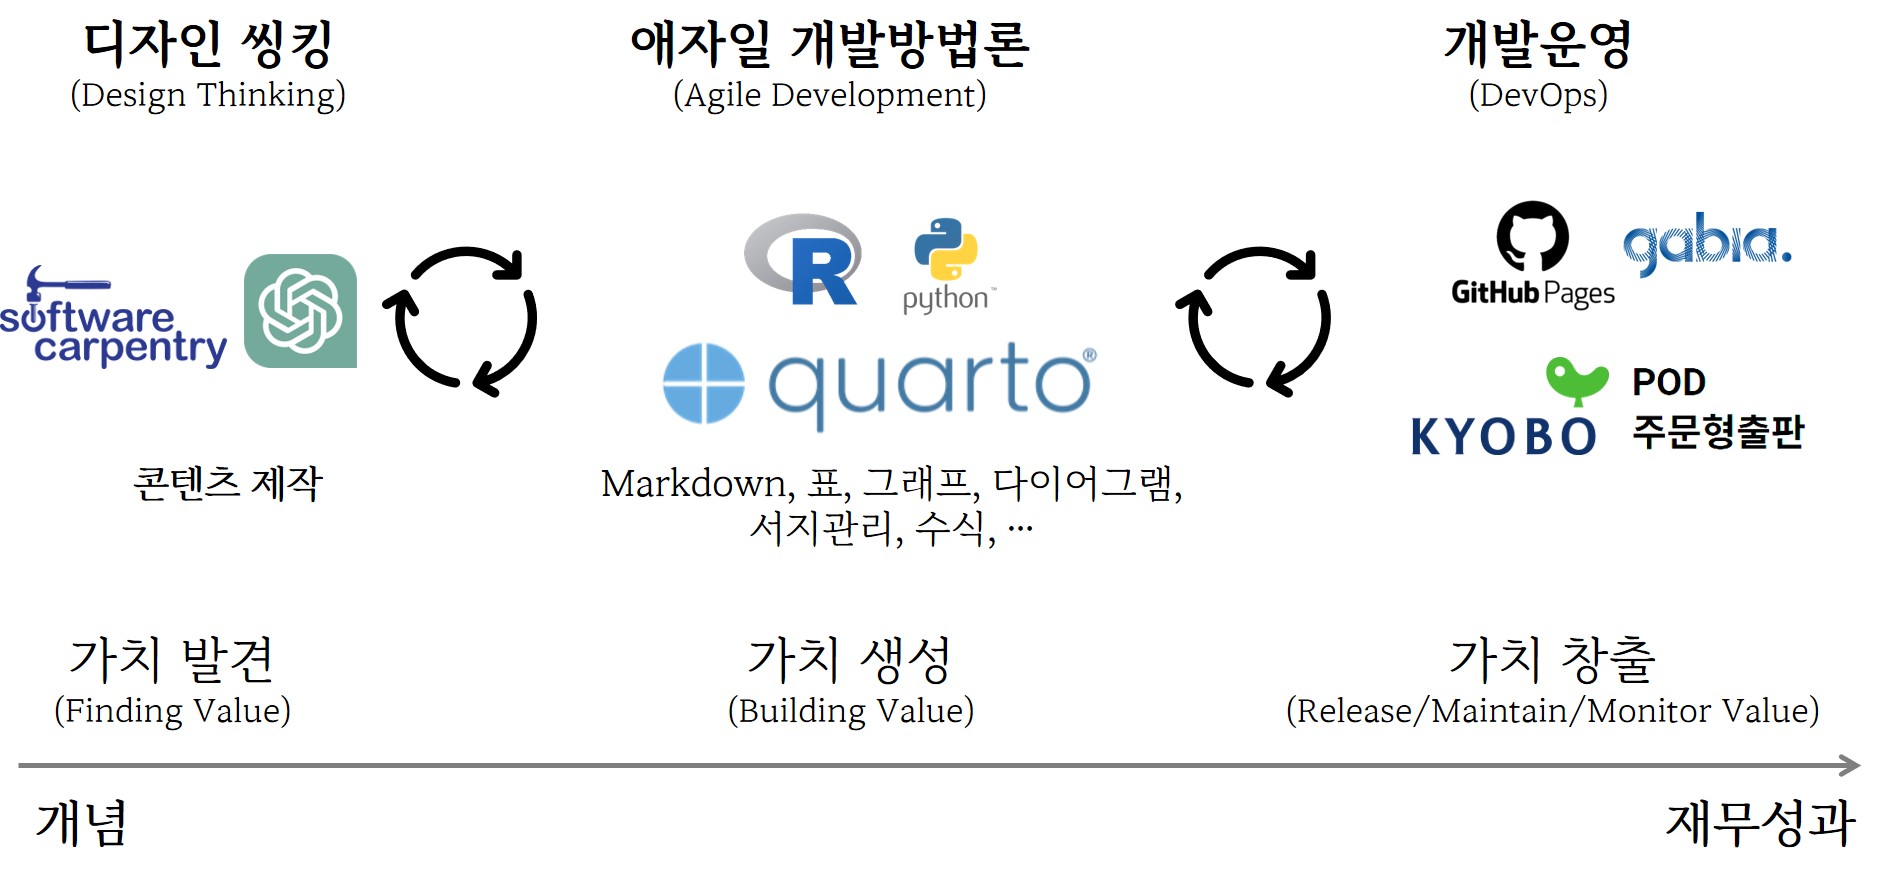 디자인 씽킹
(Design Thinking)
애자일 개발방법론
(Agile Development)
개발운영
(DevOps)
software
carpentry
R
python™
quarto®
GitHub Pages
gabia.
KYOBO
POD
주문형출판
콘텐츠 제작
Markdown, 표, 그래프, 다이어그램,
서지관리, 수식, ···
가치 발견
(Finding Value)
가치 생성
(Building Value)
가치 창출
(Release/Maintain/Monitor Value)
개념
재무성과